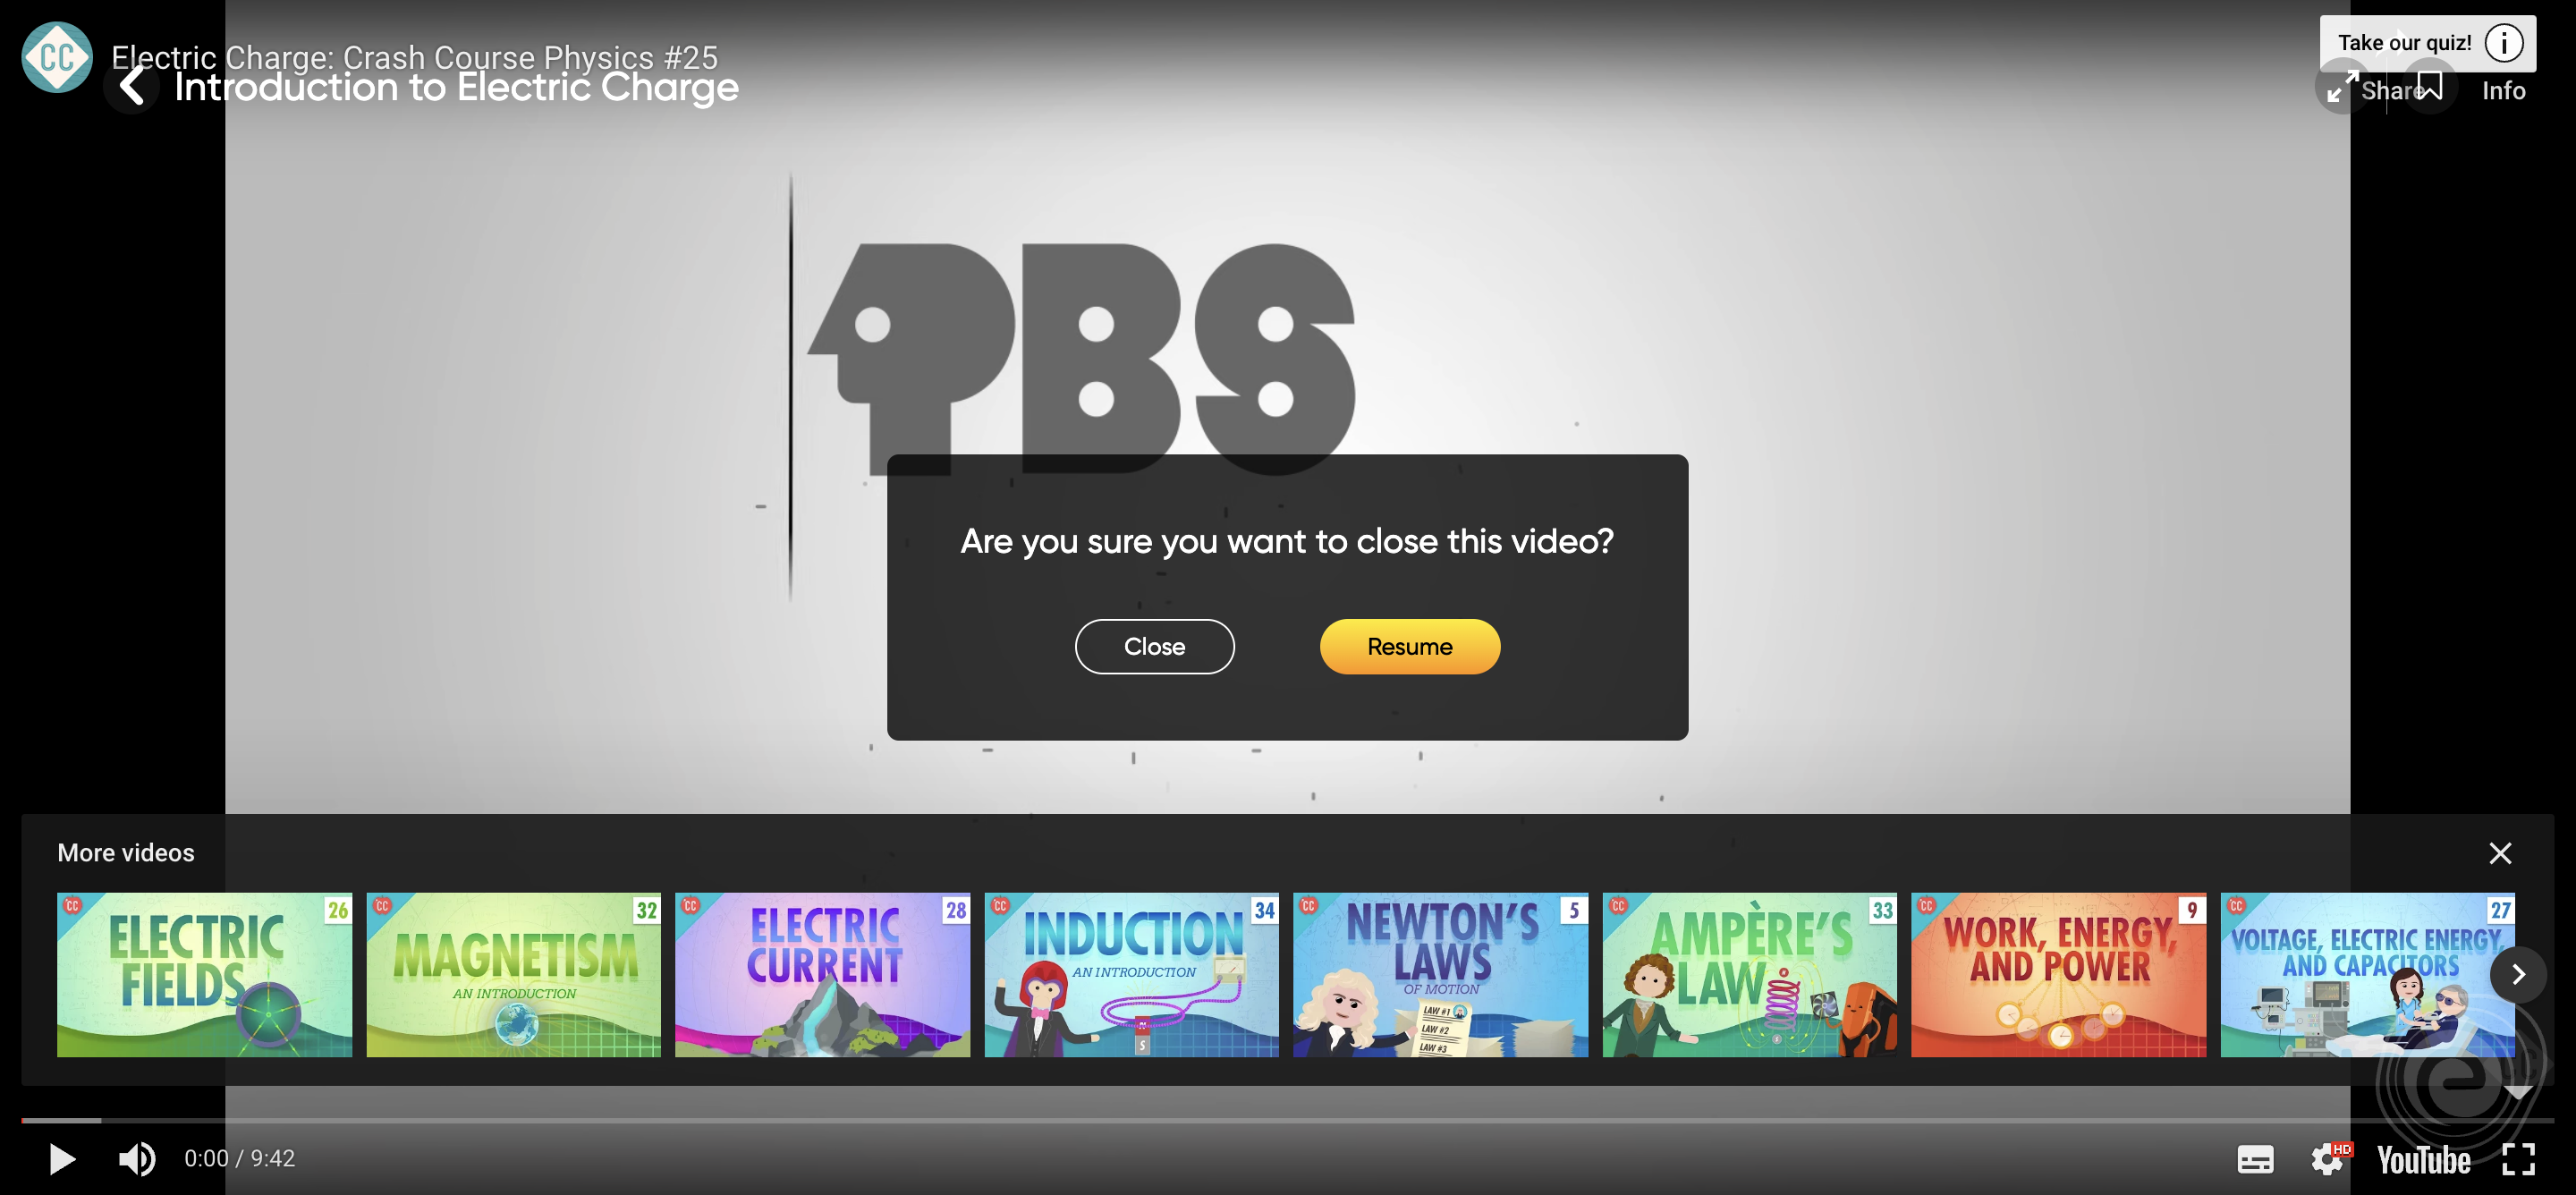 CC
Electric Charge: Crash Course Physics #25
Introduction to Electric Charge
Take our quiz!
Share
Info
PBS
Are you sure you want to close this video?
Close
Resume
More videos
CC
26
ELECTRIC
FIELDS
CC
32
MAGNETISM
AN INTRODUCTION
CC
28
ELECTRIC
CURRENT
CC
34
INDUCTION
AN INTRODUCTION
S
CC
5
NEWTON'S
LAWS
OF MOTION
LAW #1
LAW #2
LAW #3
CC
33
AMPÈRE'S
LAW
CC
9
WORK, ENERGY,
AND POWER
CC
27
VOLTAGE, ELECTRIC ENERGY,
AND CAPACITORS
e
0:00 / 9:42
HD
YouTube